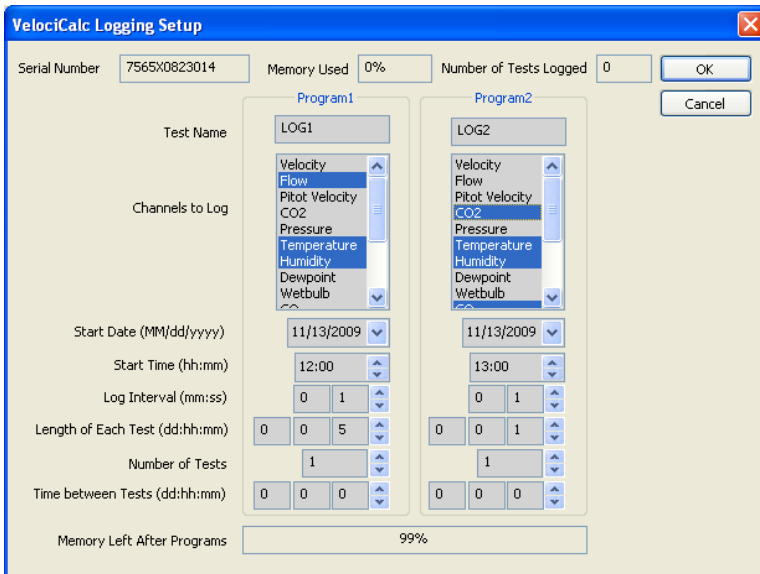 VelociCalc Logging Setup
Serial Number 7565X0823014 Memory Used 0% Number of Tests Logged 0 OK
Cancel
Program1 Program2
Test Name LOG1 LOG2
Channels to Log
Velocity
Flow
Pitot Velocity
CO2
Pressure
Temperature
Humidity
Dewpoint
Wetbulb
CO
Velocity
Flow
Pitot Velocity
CO2
Pressure
Temperature
Humidity
Dewpoint
Wetbulb
CO
Start Date (MM/dd/yyyy) 11/13/2009 11/13/2009
Start Time (hh:mm) 12:00 13:00
Log Interval (mm:ss) 0 1 0 1
Length of Each Test (dd:hh:mm) 0 0 5 0 0 1
Number of Tests 1 1
Time between Tests (dd:hh:mm) 0 0 0 0 0 0
Memory Left After Programs 99%